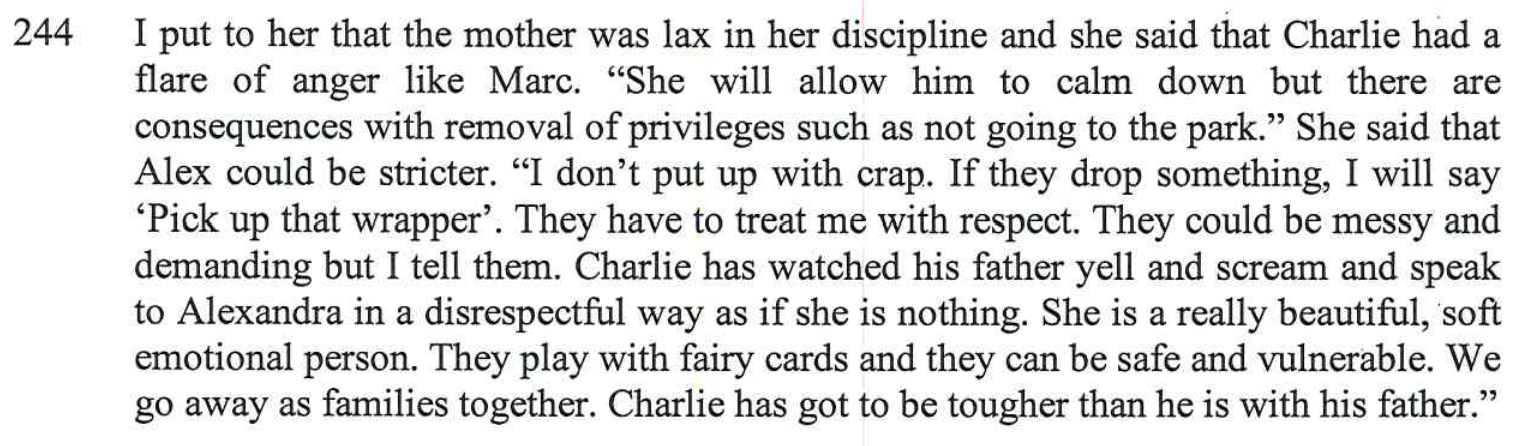 244 I put to her that the mother was lax in her discipline and she said that Charlie had a
flare of anger like Marc. “She will allow him to calm down but there are
consequences with removal of privileges such as not going to the park.” She said that
Alex could be stricter. “I don’t put up with crap. If they drop something, I will say
‘Pick up that wrapper’. They have to treat me with respect. They could be messy and
demanding but I tell them. Charlie has watched his father yell and scream and speak
to Alexandra in a disrespectful way as if she is nothing. She is a really beautiful, soft
emotional person. They play with fairy cards and they can be safe and vulnerable. We
go away as families together. Charlie has got to be tougher than he is with his father.”